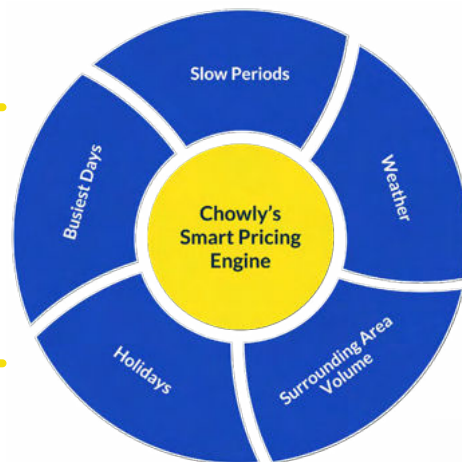 Slow Periods
Weather
Surrounding Area
Volume
Holidays
Busiest Days
Chowly's
Smart Pricing
Engine